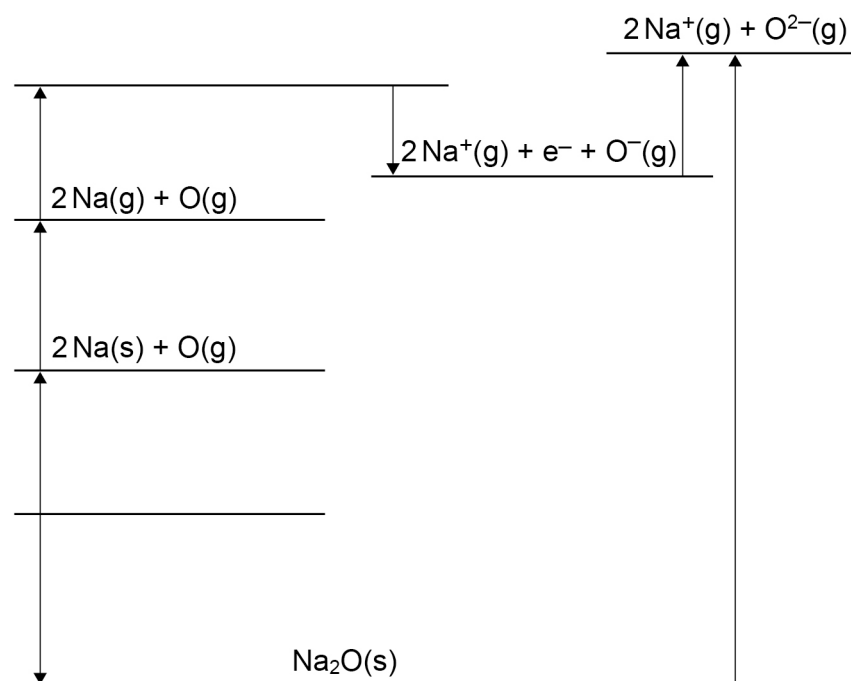 2 Na⁺(g) + O²⁻(g)
2 Na⁺(g) + e⁻ + O⁻(g)
2 Na(g) + O(g)
2 Na(s) + O(g)
Na₂O(s)